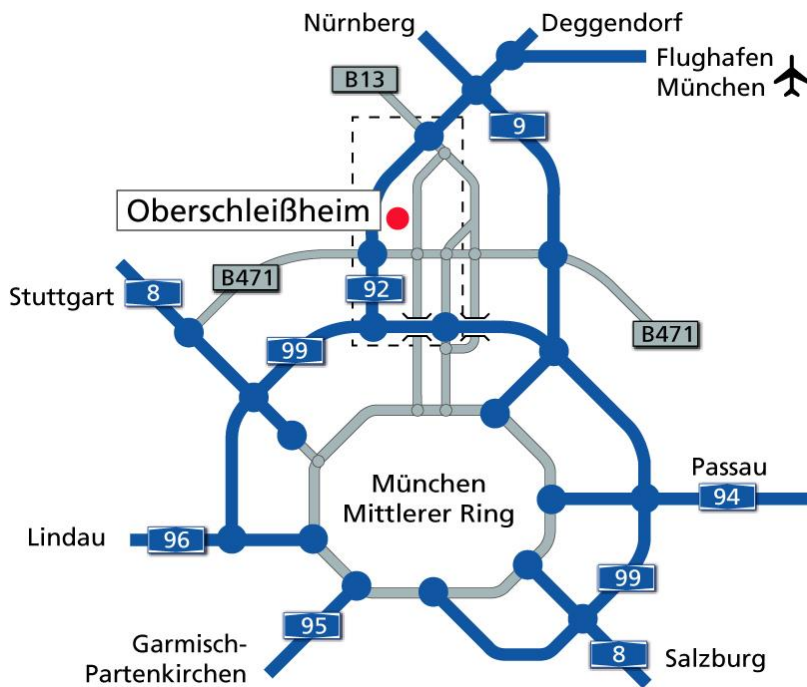 Nürnberg
Deggendorf
Flughafen
München
B13
9
Oberschleißheim
B471
92
Stuttgart
8
B471
99
München
Mittlerer Ring
Passau
94
Lindau
96
99
95
Garmisch-
Partenkirchen
8
Salzburg